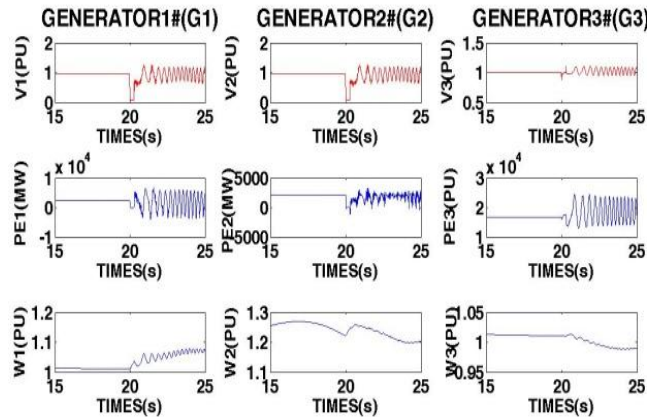 GENERATOR1#(G1) GENERATOR2#(G2) GENERATOR3#(G3)
V1(PU) 2 1 0 15 20 25 TIMES(s)
V2(PU) 2 1 0 15 20 25 TIMES(s)
V3(PU) 1.5 1 0.5 15 20 25 TIMES(s)
PE1(MW) x 10^4 1 0 -1 15 20 25 TIMES(s)
PE2(MW) 5000 0 5000 15 20 25 TIMES(s)
PE3(PU) x 10^4 3 2 1 15 20 25 TIMES(s)
W1(PU) 1.2 1.1 1 15 20 25 TIMES(s)
W2(PU) 1.3 1.2 1.1 15 20 25 TIMES(s)
W3(PU) 1.05 1 0.95 15 20 25 TIMES(s)